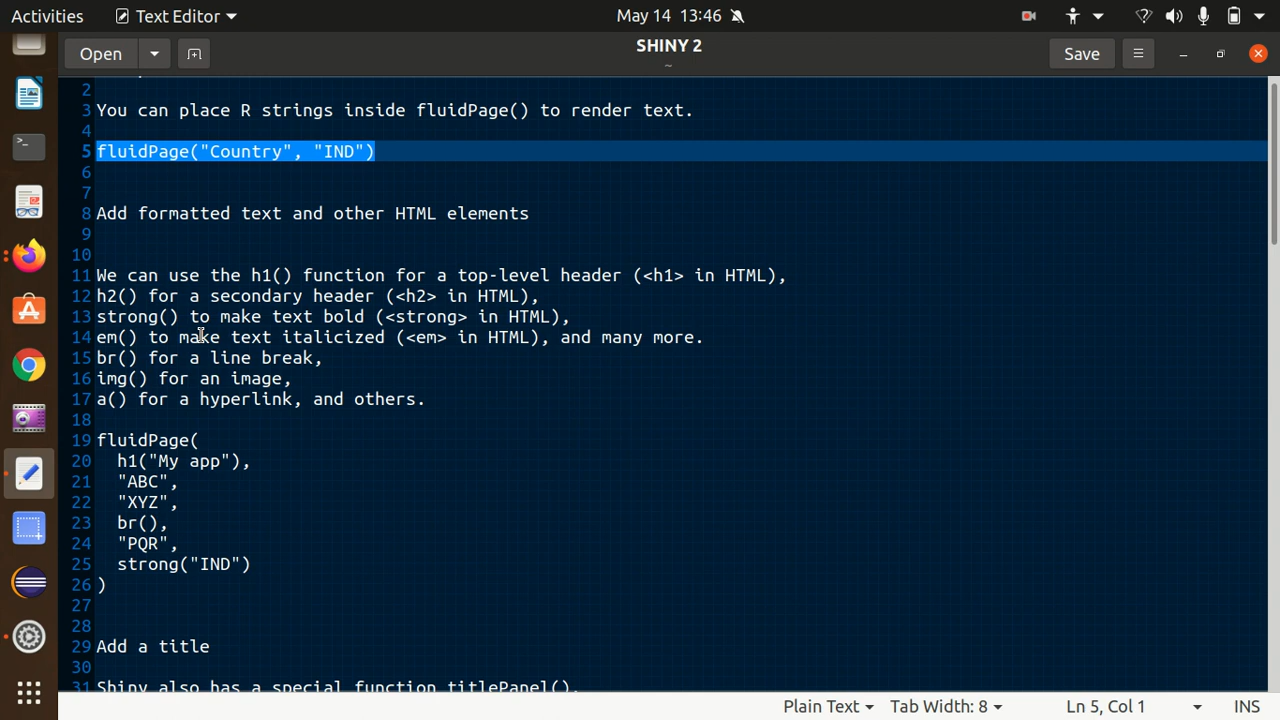 Activities Text Editor May 14 13:46
Open SHINY 2 Save
~
2
3 You can place R strings inside fluidPage() to render text.
4
5 fluidPage("Country", "IND")
6
7
8 Add formatted text and other HTML elements
9
10
11 We can use the h1() function for a top-level header (<h1> in HTML),
12 h2() for a secondary header (<h2> in HTML),
13 strong() to make text bold (<strong> in HTML),
14 em() to make text italicized (<em> in HTML), and many more.
15 br() for a line break,
16 img() for an image,
17 a() for a hyperlink, and others.
18
19 fluidPage(
20 h1("My app"),
21 "ABC",
22 "XYZ",
23 br(),
24 "PQR",
25 strong("IND")
26 )
27
28
29 Add a title
30
31 Shiny also has a special function titlePanel().
Plain Text Tab Width: 8 Ln 5, Col 1 INS